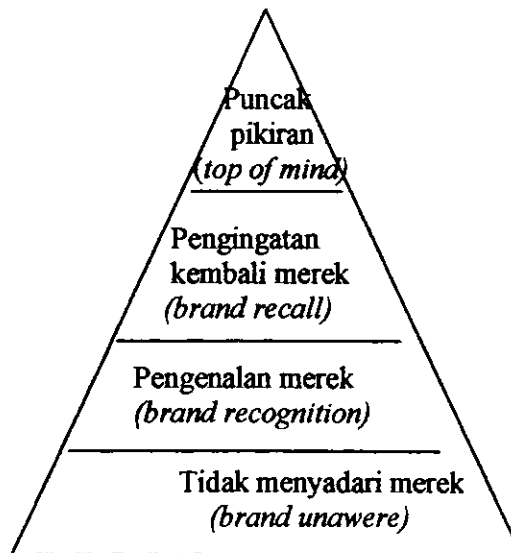 Puncak
pikiran
(top of mind)
Pengingatan
kembali merek
(brand recall)
Pengenalan merek
(brand recognition)
Tidak menyadari merek
(brand unawere)